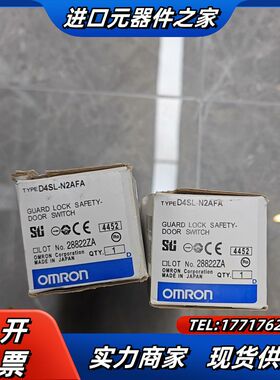 进口元器件之家
TYPE D4SL-N2AFA
GUARD LOCK SAFETY-
DOOR SWITCH
4452
LOT No. 28822ZA
OMRON Corporation QTY. 1
MADE IN JAPAN
OMRON
TYPE D4SL-N2AFA
GUARD LOCK SAFETY-
DOOR SWITCH
4452
LOT No. 28822ZA
OMRON Corporation QTY. 1
MADE IN JAPAN
OMRON
可开
票
TEL:1771762
实力商家 现货供